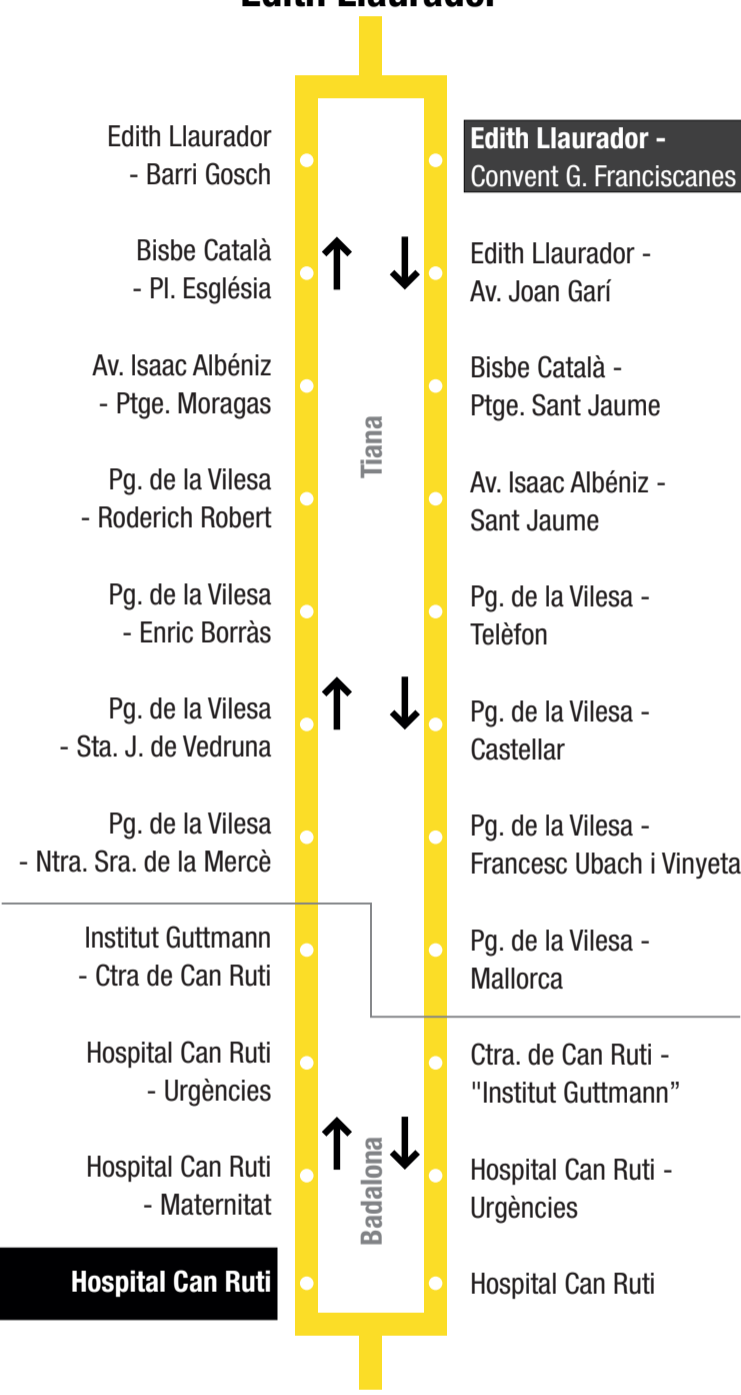 Edith Llaurador
Edith Llaurador
- Barri Gosch
Bisbe Català
- Pl. Església
Av. Isaac Albéniz
- Ptge. Moragas
Pg. de la Vilesa
- Roderich Robert
Pg. de la Vilesa
- Enric Borràs
Pg. de la Vilesa
- Sta. J. de Vedruna
Pg. de la Vilesa
- Ntra. Sra. de la Mercè
Institut Guttmann
- Ctra de Can Ruti
Hospital Can Ruti
- Urgències
Hospital Can Ruti
- Maternitat
Hospital Can Ruti
Tiana
Badalona
Edith Llaurador -
Convent G. Franciscanes
Edith Llaurador -
Av. Joan Garí
Bisbe Català -
Ptge. Sant Jaume
Av. Isaac Albéniz -
Sant Jaume
Pg. de la Vilesa -
Telèfon
Pg. de la Vilesa -
Castellar
Pg. de la Vilesa -
Francesc Ubach i Vinyeta
Pg. de la Vilesa -
Mallorca
Ctra. de Can Ruti -
"Institut Guttmann”
Hospital Can Ruti -
Urgències
Hospital Can Ruti